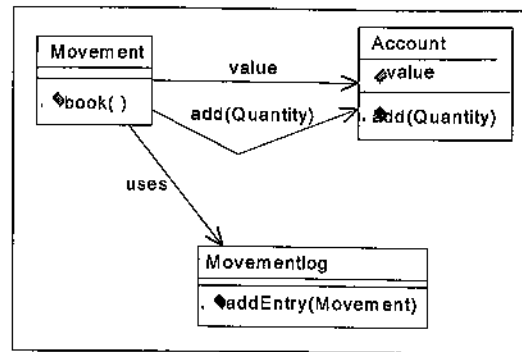 Movement
book( )
value
add(Quantity)
uses
Account
value
add(Quantity)
Movementlog
addEntry(Movement)